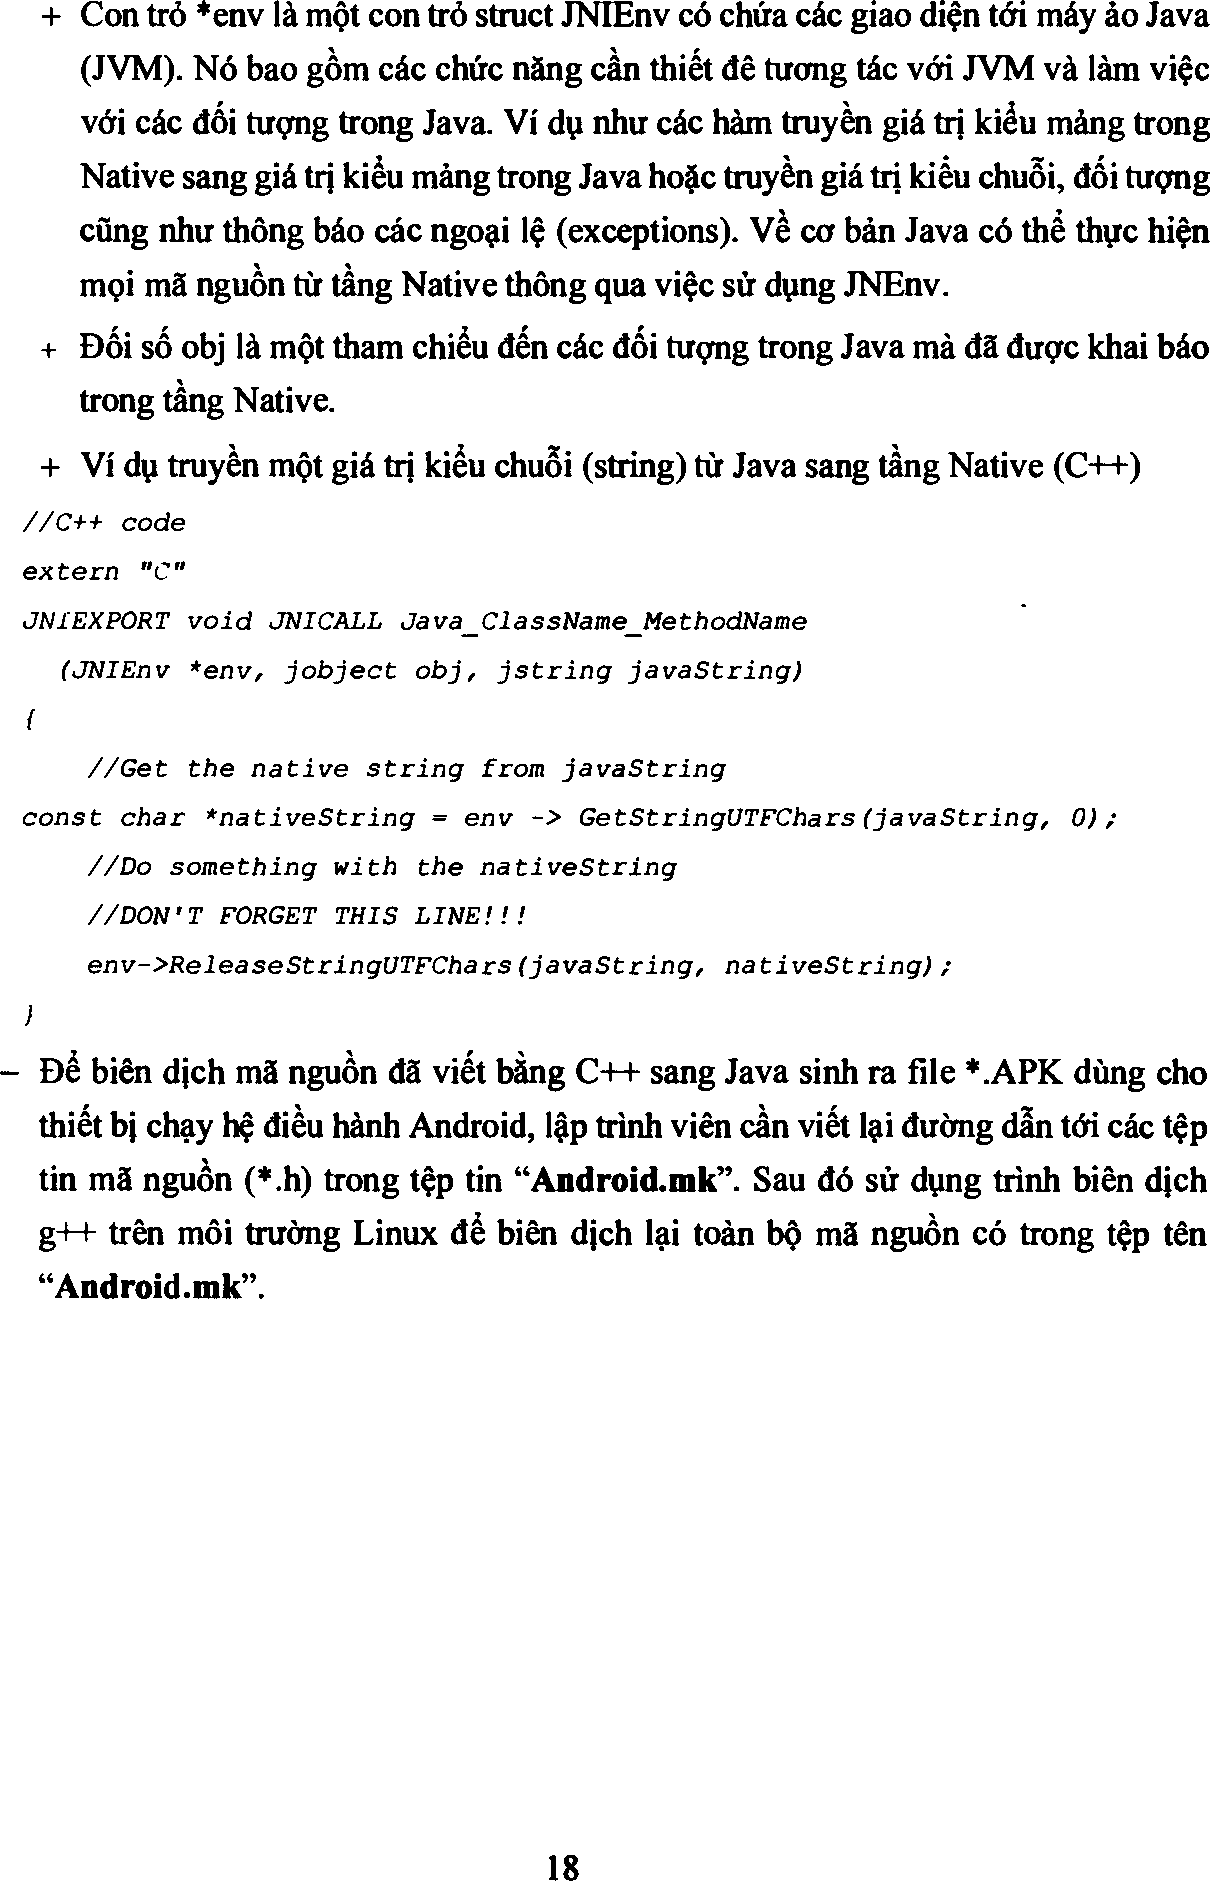 + Con trỏ *env là một con trỏ struct JNIEnv có chứa các giao diện tới máy ảo Java
(JVM). Nó bao gồm các chức năng cần thiết đê tương tác với JVM và làm việc
với các đối tượng trong Java. Ví dụ như các hàm truyền giá trị kiểu mảng trong
Native sang giá trị kiểu mảng trong Java hoặc truyền giá trị kiểu chuỗi, đối tượng
cũng như thông báo các ngoại lệ (exceptions). Về cơ bản Java có thể thực hiện
mọi mã nguồn từ tầng Native thông qua việc sử dụng JNEnv.
+ Đối số obj là một tham chiếu đến các đối tượng trong Java mà đã được khai báo
trong tầng Native.
+ Ví dụ truyền một giá trị kiểu chuỗi (string) từ Java sang tầng Native (C++)
//C++ code
extern "C"
JNIEXPORT void JNICALL Java_ClassName_MethodName
(JNIEnv *env, jobject obj, jstring javaString)
{
//Get the native string from javaString
const char *nativeString = env -> GetStringUTFChars(javaString, 0);
//Do something with the nativeString
//DON'T FORGET THIS LINE!!!
env->ReleaseStringUTFChars(javaString, nativeString);
}
– Để biên dịch mã nguồn đã viết bằng C++ sang Java sinh ra file *.APK dùng cho
thiết bị chạy hệ điều hành Android, lập trình viên cần viết lại đường dẫn tới các tệp
tin mã nguồn (*.h) trong tệp tin “Android.mk”. Sau đó sử dụng trình biên dịch
g++ trên môi trường Linux để biên dịch lại toàn bộ mã nguồn có trong tệp tên
“Android.mk”.
18